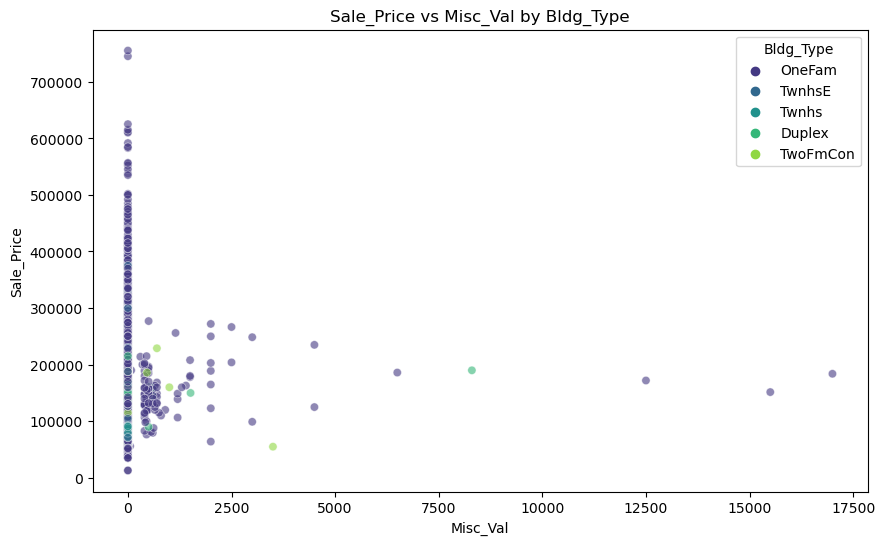 Sale_Price vs Misc_Val by Bldg_Type
Bldg_Type
OneFam
TwnhsE
Twnhs
Duplex
TwoFmCon
700000
600000
500000
400000
300000
200000
100000
0
Sale_Price
0 2500 5000 7500 10000 12500 15000 17500
Misc_Val